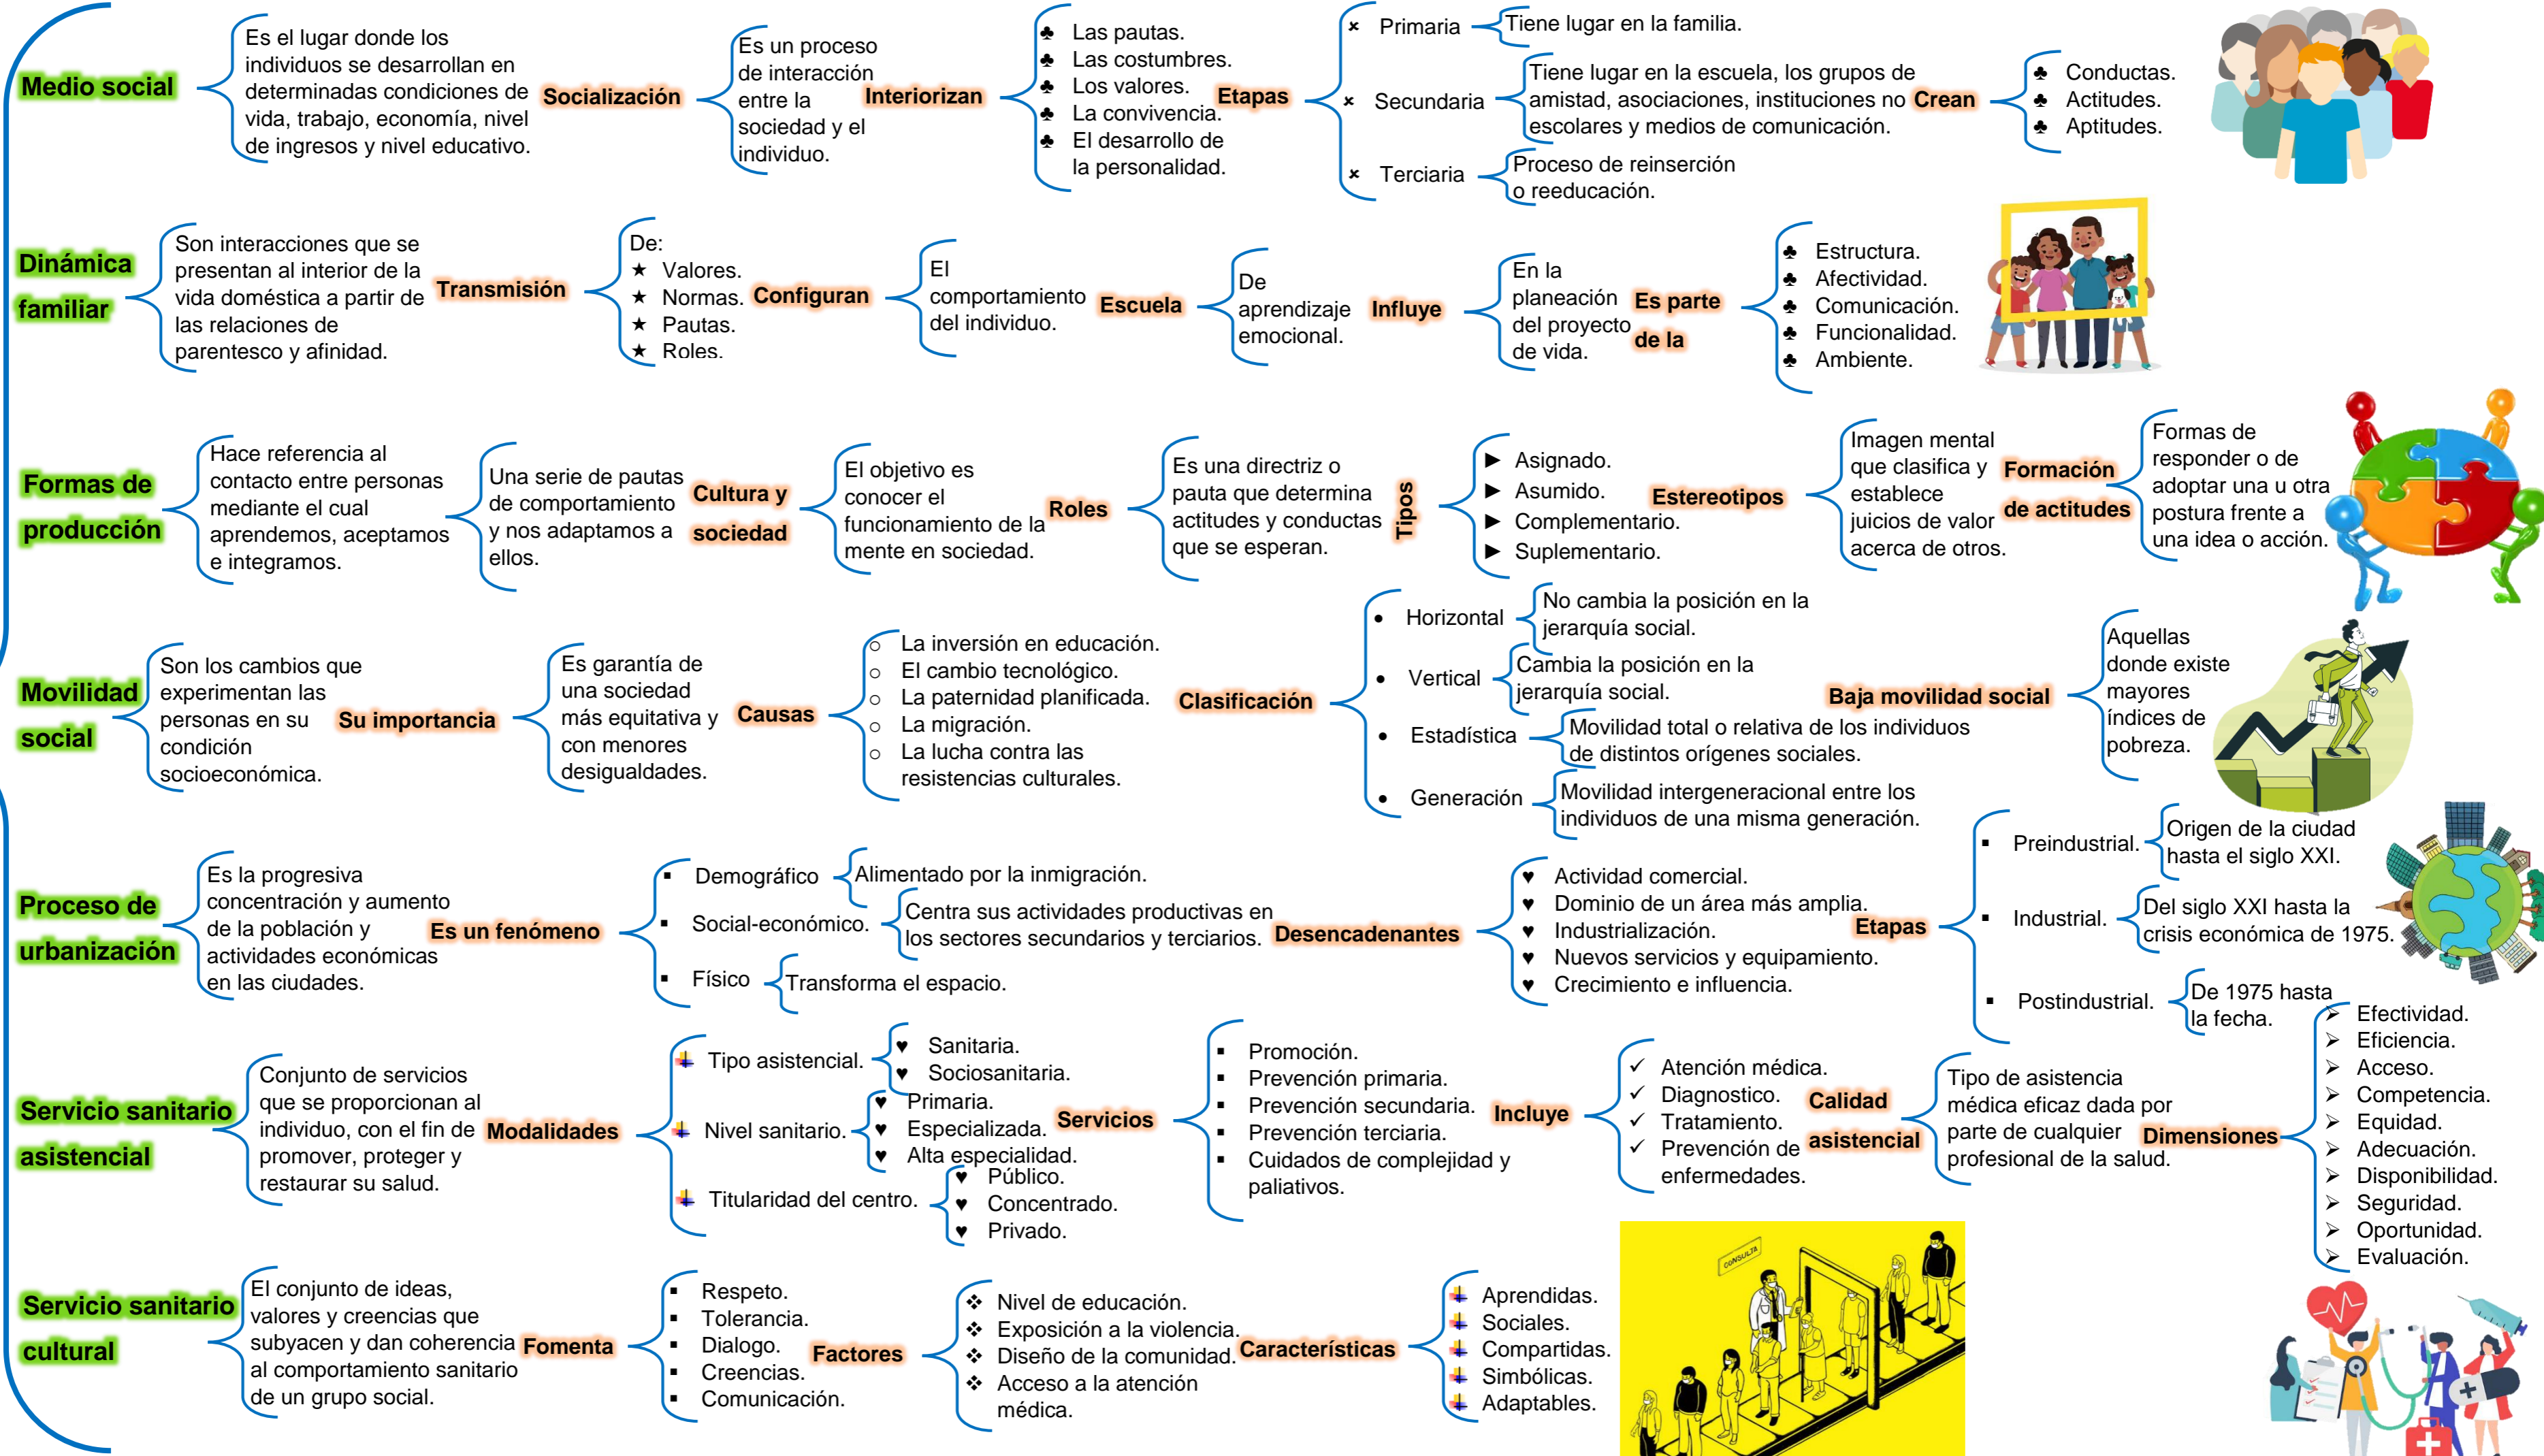 Medio social
Es el lugar donde los
individuos se desarrollan en
determinadas condiciones de
vida, trabajo, economía, nivel
de ingresos y nivel educativo.
Socialización
Es un proceso
de interacción
entre la
sociedad y el
individuo.
Interiorizan
♣ Las pautas.
♣ Las costumbres.
♣ Los valores.
♣ La convivencia.
♣ El desarrollo de
la personalidad.
Etapas
× Primaria
Tiene lugar en la familia.
× Secundaria
Tiene lugar en la escuela, los grupos de
amistad, asociaciones, instituciones no
escolares y medios de comunicación.
× Terciaria
Proceso de reinserción
o reeducación.
Crean
♣ Conductas.
♣ Actitudes.
♣ Aptitudes.
Dinámica
familiar
Son interacciones que se
presentan al interior de la
vida doméstica a partir de
las relaciones de
parentesco y afinidad.
Transmisión
De:
★ Valores.
★ Normas.
★ Pautas.
★ Roles.
Configuran
El
comportamiento
del individuo.
Escuela
De
aprendizaje
emocional.
Influye
En la
planeación
del proyecto
de vida.
Es parte
de la
♣ Estructura.
♣ Afectividad.
♣ Comunicación.
♣ Funcionalidad.
♣ Ambiente.
Formas de
producción
Hace referencia al
contacto entre personas
mediante el cual
aprendemos, aceptamos
e integramos.
Una serie de pautas
de comportamiento
y nos adaptamos a
ellos.
Cultura y
sociedad
El objetivo es
conocer el
funcionamiento de la
mente en sociedad.
Roles
Es una directriz o
pauta que determina
actitudes y conductas
que se esperan.
Tipos
► Asignado.
► Asumido.
► Complementario.
► Suplementario.
Estereotipos
Imagen mental
que clasifica y
establece
juicios de valor
acerca de otros.
Formación
de actitudes
Formas de
responder o de
adoptar una u otra
postura frente a
una idea o acción.
Movilidad
social
Son los cambios que
experimentan las
personas en su
condición
socioeconómica.
Su importancia
Es garantía de
una sociedad
más equitativa y
con menores
desigualdades.
Causas
○ La inversión en educación.
○ El cambio tecnológico.
○ La paternidad planificada.
○ La migración.
○ La lucha contra las
resistencias culturales.
Clasificación
• Horizontal
No cambia la posición en la
jerarquía social.
• Vertical
Cambia la posición en la
jerarquía social.
• Estadística
Movilidad total o relativa de los individuos
de distintos orígenes sociales.
• Generación
Movilidad intergeneracional entre los
individuos de una misma generación.
Baja movilidad social
Aquellas
donde existe
mayores
índices de
pobreza.
Proceso de
urbanización
Es la progresiva
concentración y aumento
de la población y
actividades económicas
en las ciudades.
Es un fenómeno
▪ Demográfico
Alimentado por la inmigración.
▪ Social-económico.
Centra sus actividades productivas en
los sectores secundarios y terciarios.
▪ Físico
Transforma el espacio.
Desencadenantes
♥ Actividad comercial.
♥ Dominio de un área más amplia.
♥ Industrialización.
♥ Nuevos servicios y equipamiento.
♥ Crecimiento e influencia.
Etapas
▪ Preindustrial.
Origen de la ciudad
hasta el siglo XXI.
▪ Industrial.
Del siglo XXI hasta la
crisis económica de 1975.
▪ Postindustrial.
De 1975 hasta
la fecha.
Servicio sanitario
asistencial
Conjunto de servicios
que se proporcionan al
individuo, con el fin de
promover, proteger y
restaurar su salud.
Modalidades
Tipo asistencial.
♥ Sanitaria.
♥ Sociosanitaria.
Nivel sanitario.
♥ Primaria.
♥ Especializada.
♥ Alta especialidad.
Titularidad del centro.
♥ Público.
♥ Concentrado.
♥ Privado.
Servicios
▪ Promoción.
▪ Prevención primaria.
▪ Prevención secundaria.
▪ Prevención terciaria.
▪ Cuidados de complejidad y
paliativos.
Incluye
✓ Atención médica.
✓ Diagnostico.
✓ Tratamiento.
✓ Prevención de
enfermedades.
Calidad
asistencial
Tipo de asistencia
médica eficaz dada por
parte de cualquier
profesional de la salud.
Dimensiones
➢ Efectividad.
➢ Eficiencia.
➢ Acceso.
➢ Competencia.
➢ Equidad.
➢ Adecuación.
➢ Disponibilidad.
➢ Seguridad.
➢ Oportunidad.
➢ Evaluación.
Servicio sanitario
cultural
El conjunto de ideas,
valores y creencias que
subyacen y dan coherencia
al comportamiento sanitario
de un grupo social.
Fomenta
▪ Respeto.
▪ Tolerancia.
▪ Dialogo.
▪ Creencias.
▪ Comunicación.
Factores
❖ Nivel de educación.
❖ Exposición a la violencia.
❖ Diseño de la comunidad.
❖ Acceso a la atención
médica.
Características
Aprendidas.
Sociales.
Compartidas.
Simbólicas.
Adaptables.
CONSULTA